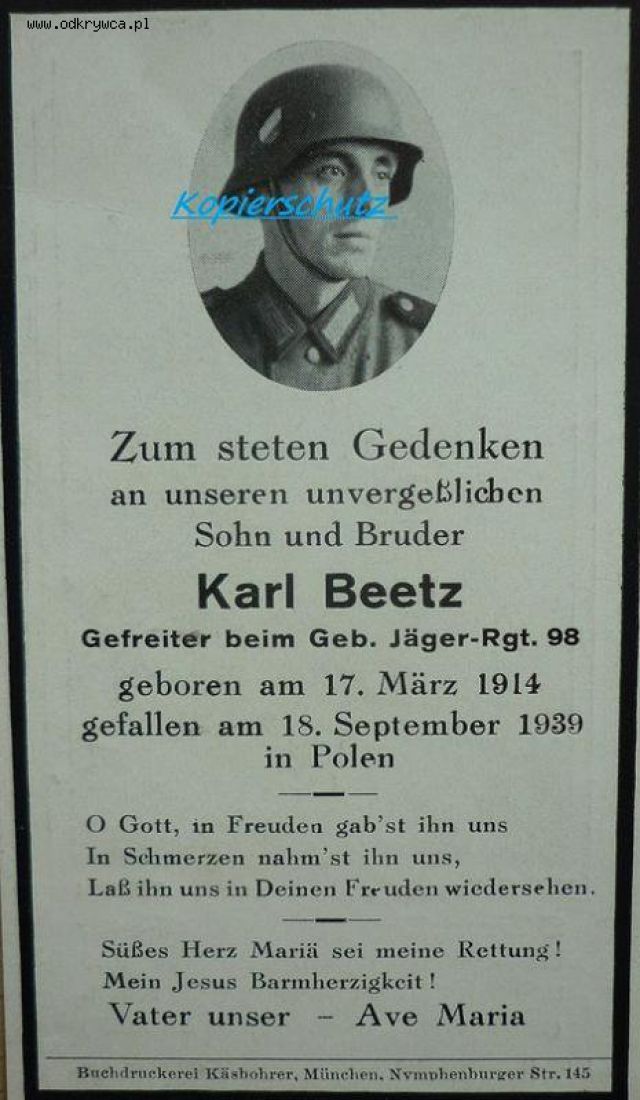 www.odkrywca.pl
Kopierschutz
Zum steten Gedenken
an unseren unvergeßlichen
Sohn und Bruder
Karl Beetz
Gefreiter beim Geb. Jäger-Rgt. 98
geboren am 17. März 1914
gefallen am 18. September 1939
in Polen
O Gott, in Freuden gab'st ihn uns
In Schmerzen nahm'st ihn uns,
Laß ihn uns in Deinen Freuden wiedersehen.
Süßes Herz Mariä sei meine Rettung!
Mein Jesus Barmherzigkeit!
Vater unser - Ave Maria
Buchdruckerei Käsbohrer, München, Nymphenburger Str. 145